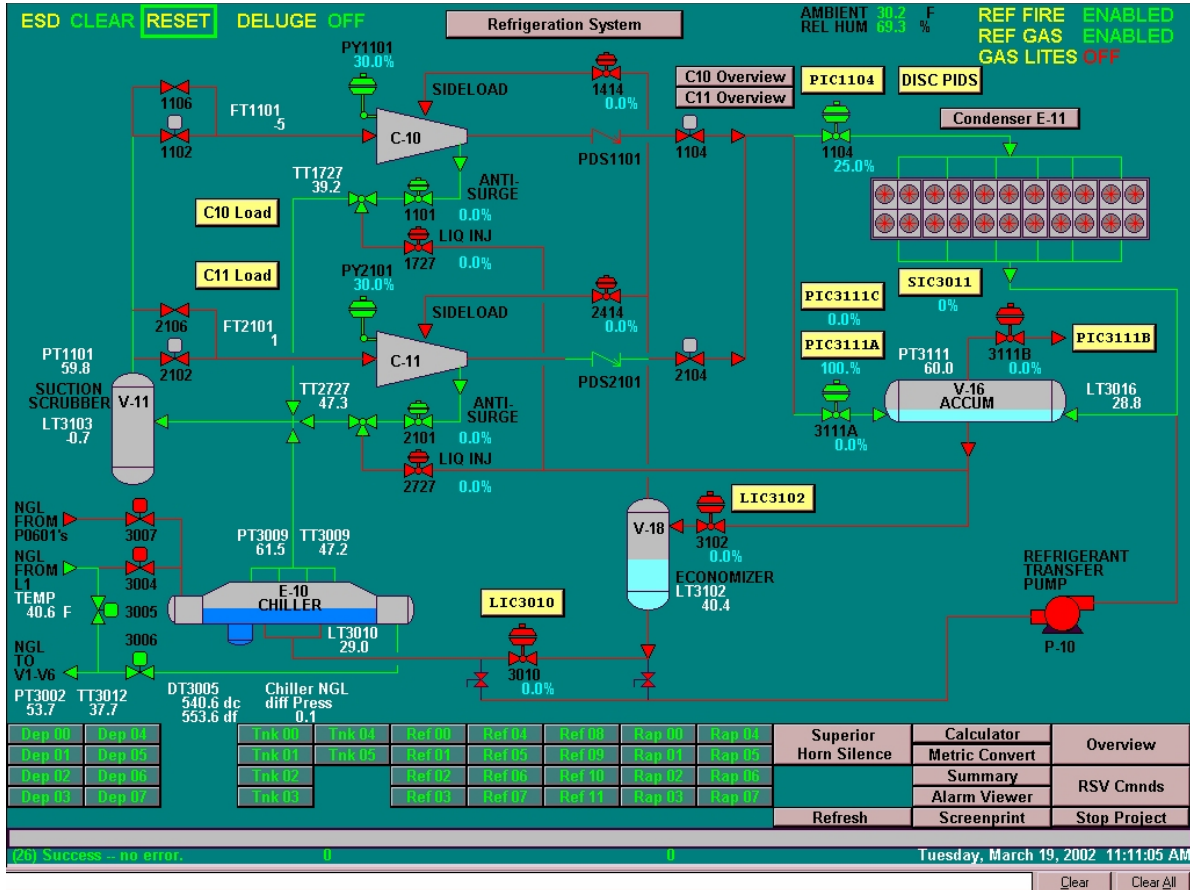 ESD CLEAR RESET DELUGE OFF
Refrigeration System
AMBIENT 30.2 F
REL HUM 69.3 %
REF FIRE ENABLED
REF GAS ENABLED
GAS LITES OFF
PY1101
30.0%
1106
FT1101
-5
1102
SIDELOAD
1414
0.0%
C10 Overview
C11 Overview
PIC1104
DISC PIDS
C-10
PDS1101
1104
1104
25.0%
Condenser E-11
TT1727
39.2
ANTI-
SURGE
1101
0.0%
C10 Load
LIQ INJ
1727
0.0%
C11 Load
PY2101
30.0%
2106
FT2101
1
2102
SIDELOAD
2414
0.0%
PIC3111C
0.0%
SIC3011
0%
PIC3111A
100.%
3111B
0.0%
PIC3111B
PT1101
59.8
C-11
PDS2101
2104
PT3111
60.0
SUCTION
SCRUBBER
V-11
LT3103
-0.7
TT2727
47.3
ANTI-
SURGE
2101
0.0%
V-16
ACCUM
LT3016
28.8
3111A
0.0%
LIQ INJ
2727
0.0%
NGL
FROM
P0601's
3007
PT3009
61.5
TT3009
47.2
V-18
LIC3102
3102
0.0%
NGL
FROM
L1
3004
TEMP
40.6 F
3005
E-10
CHILLER
LIC3010
ECONOMIZER
LT3102
40.4
REFRIGERANT
TRANSFER
PUMP
P-10
3006
LT3010
29.0
NGL
TO
V1-V6
3010
0.0%
PT3002
53.7
TT3012
37.7
DT3005
540.6 dc
553.6 df
Chiller NGL
diff Press
0.1
Dep 00 Dep 04 Tnk 00 Tnk 04 Ref 00 Ref 04 Ref 08 Rap 00 Rap 04
Dep 01 Dep 05 Tnk 01 Tnk 05 Ref 01 Ref 05 Ref 09 Rap 01 Rap 05
Dep 02 Dep 06 Tnk 02 Ref 02 Ref 06 Ref 10 Rap 02 Rap 06
Dep 03 Dep 07 Tnk 03 Ref 03 Ref 07 Ref 11 Rap 03 Rap 07
Superior
Horn Silence
Calculator
Metric Convert
Overview
Summary
Alarm Viewer
RSV Cmnds
Refresh
Screenprint
Stop Project
(26) Success -- no error. 0 0 Tuesday, March 19, 2002 11:11:05 AM
Clear Clear All